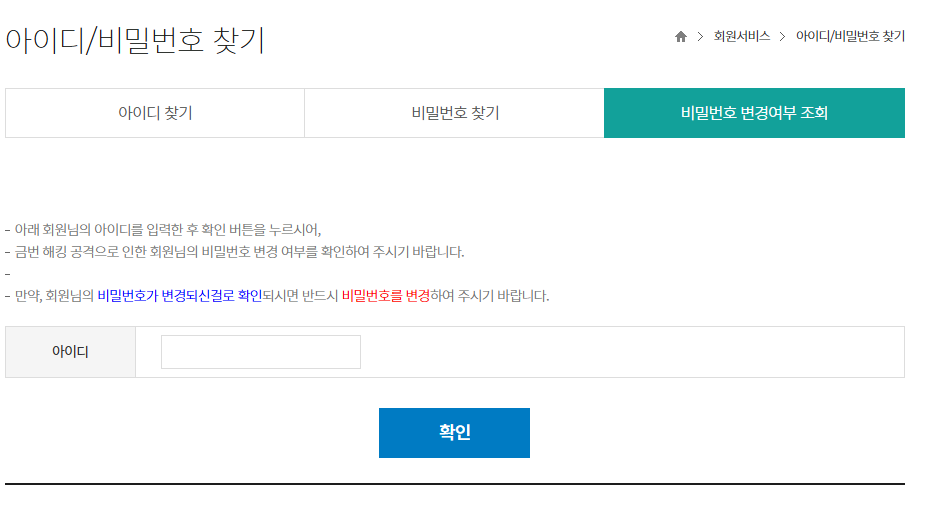 아이디/비밀번호 찾기
회원서비스 > 아이디/비밀번호 찾기
아이디 찾기
비밀번호 찾기
비밀번호 변경여부 조회
- 아래 회원님의 아이디를 입력한 후 확인 버튼을 누르시어,
- 금번 해킹 공격으로 인한 회원님의 비밀번호 변경 여부를 확인하여 주시기 바랍니다.
-
- 만약, 회원님의 비밀번호가 변경되신걸로 확인되시면 반드시 비밀번호를 변경하여 주시기 바랍니다.
아이디
확인